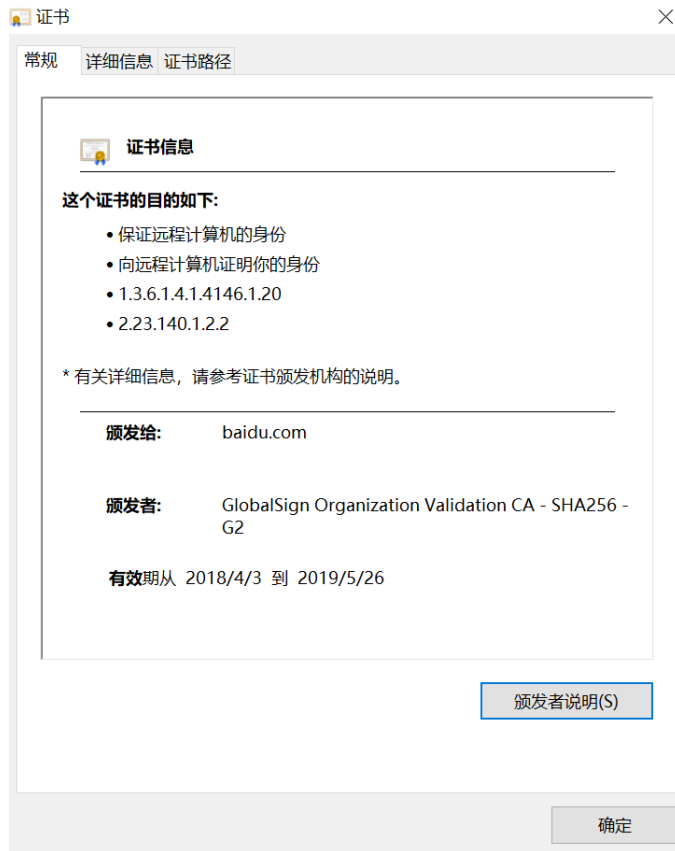 证书
常规 详细信息 证书路径
证书信息
这个证书的目的如下:
• 保证远程计算机的身份
• 向远程计算机证明你的身份
• 1.3.6.1.4.1.4146.1.20
• 2.23.140.1.2.2
* 有关详细信息，请参考证书颁发机构的说明。
颁发给: baidu.com
颁发者: GlobalSign Organization Validation CA - SHA256 -
G2
有效期从 2018/4/3 到 2019/5/26
颁发者说明(S)
确定